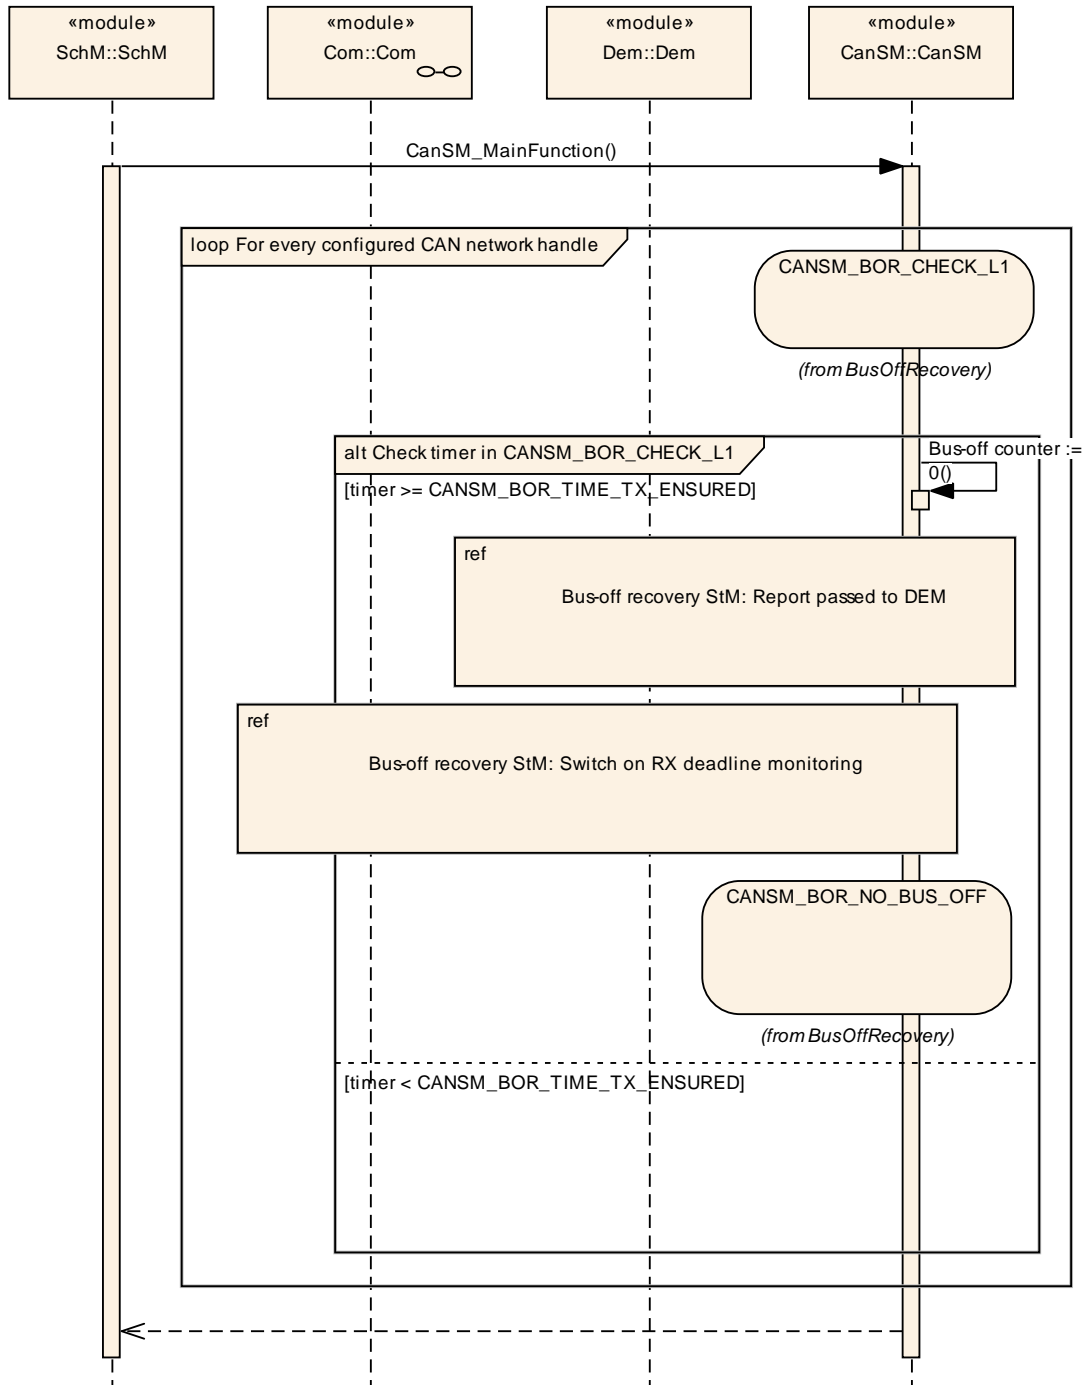 «module»
SchM::SchM
«module»
Com::Com
«module»
Dem::Dem
«module»
CanSM::CanSM
CanSM_MainFunction()
loop For every configured CAN network handle
CANSM_BOR_CHECK_L1
(from BusOffRecovery)
alt Check timer in CANSM_BOR_CHECK_L1
Bus-off counter :=
0()
[timer >= CANSM_BOR_TIME_TX_ENSURED]
ref
Bus-off recovery StM: Report passed to DEM
ref
Bus-off recovery StM: Switch on RX deadline monitoring
CANSM_BOR_NO_BUS_OFF
(from BusOffRecovery)
[timer < CANSM_BOR_TIME_TX_ENSURED]